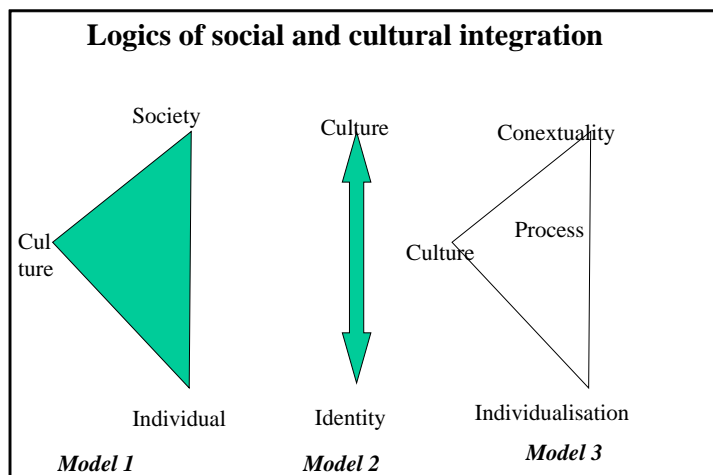 Logics of social and cultural integration
Society
Cul
ture
Individual
Model 1
Culture
Identity
Model 2
Conextuality
Process
Culture
Individualisation
Model 3